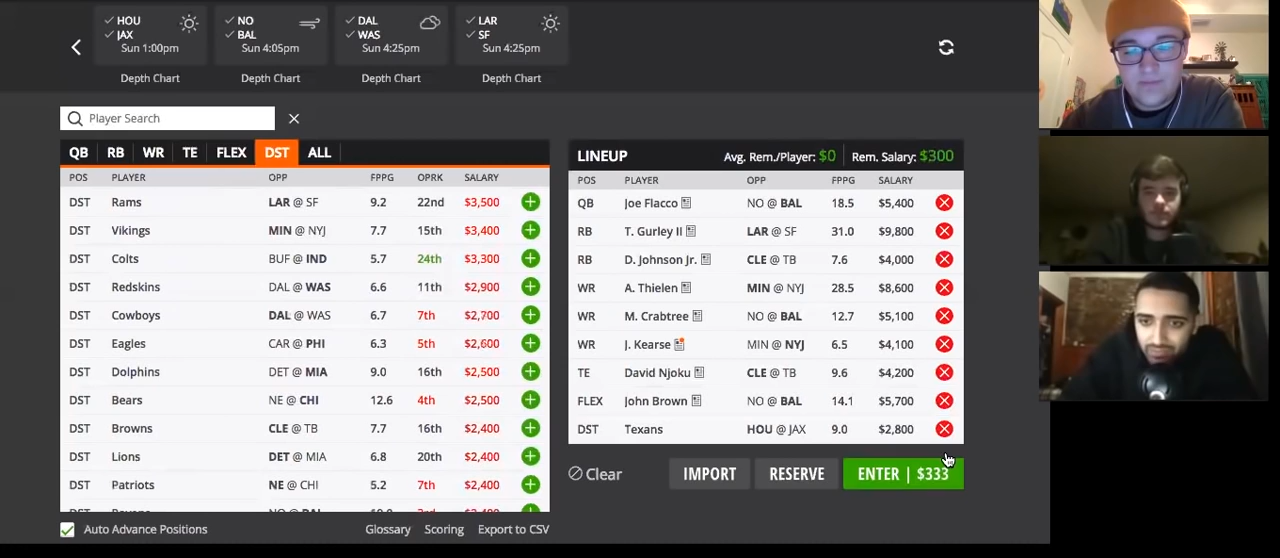 HOU
JAX
Sun 1:00pm
Depth Chart
NO
BAL
Sun 4:05pm
Depth Chart
DAL
WAS
Sun 4:25pm
Depth Chart
LAR
SF
Sun 4:25pm
Depth Chart
Player Search
QB RB WR TE FLEX DST ALL
POS PLAYER OPP FPPG OPRK SALARY
DST Rams LAR @ SF 9.2 22nd $3,500
DST Vikings MIN @ NYJ 7.7 15th $3,400
DST Colts BUF @ IND 5.7 24th $3,300
DST Redskins DAL @ WAS 6.6 11th $2,900
DST Cowboys DAL @ WAS 6.7 7th $2,700
DST Eagles CAR @ PHI 6.3 5th $2,600
DST Dolphins DET @ MIA 9.0 16th $2,500
DST Bears NE @ CHI 12.6 4th $2,500
DST Browns CLE @ TB 7.7 16th $2,400
DST Lions DET @ MIA 6.8 20th $2,400
DST Patriots NE @ CHI 5.2 7th $2,400
Auto Advance Positions
Glossary Scoring Export to CSV
LINEUP Avg. Rem./Player: $0 Rem. Salary: $300
POS PLAYER OPP FPPG SALARY
QB Joe Flacco NO @ BAL 18.5 $5,400
RB T. Gurley II LAR @ SF 31.0 $9,800
RB D. Johnson Jr. CLE @ TB 7.6 $4,000
WR A. Thielen MIN @ NYJ 28.5 $8,600
WR M. Crabtree NO @ BAL 12.7 $5,100
WR J. Kearse MIN @ NYJ 6.5 $4,100
TE David Njoku CLE @ TB 9.6 $4,200
FLEX John Brown NO @ BAL 14.1 $5,700
DST Texans HOU @ JAX 9.0 $2,800
Clear IMPORT RESERVE ENTER | $333